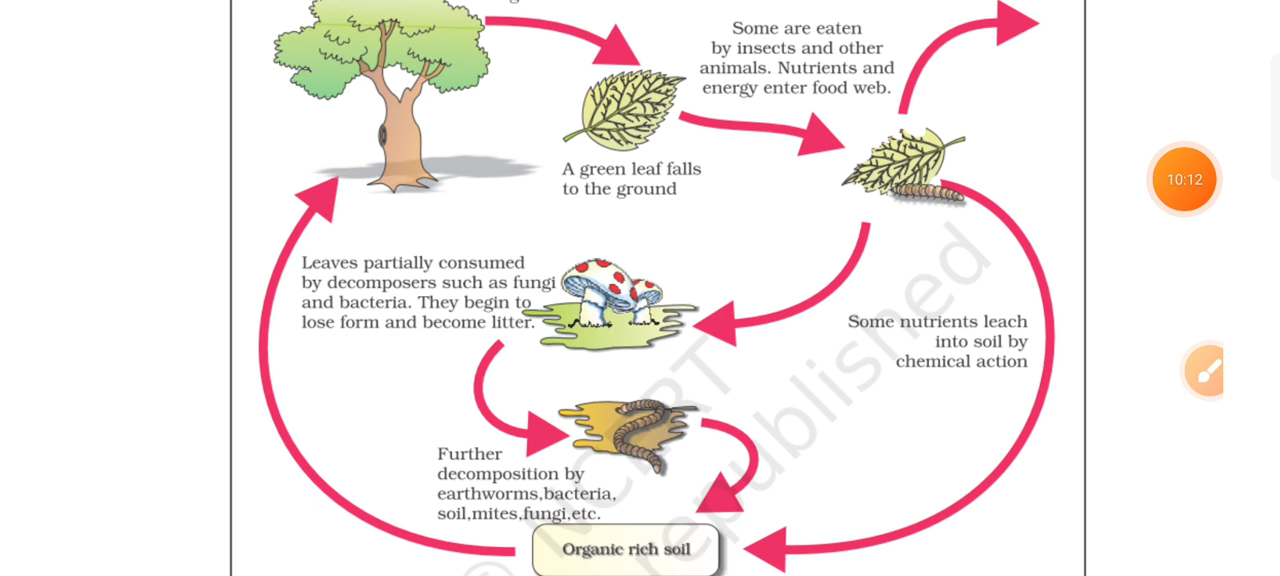 Some are eaten
by insects and other
animals. Nutrients and
energy enter food web.
A green leaf falls
to the ground
10:12
Leaves partially consumed
by decomposers such as fungi
and bacteria. They begin to
lose form and become litter.
Some nutrients leach
into soil by
chemical action
Further
decomposition by
earthworms,bacteria,
soil,mites,fungi,etc.
Organic rich soil
© NCERT
republished